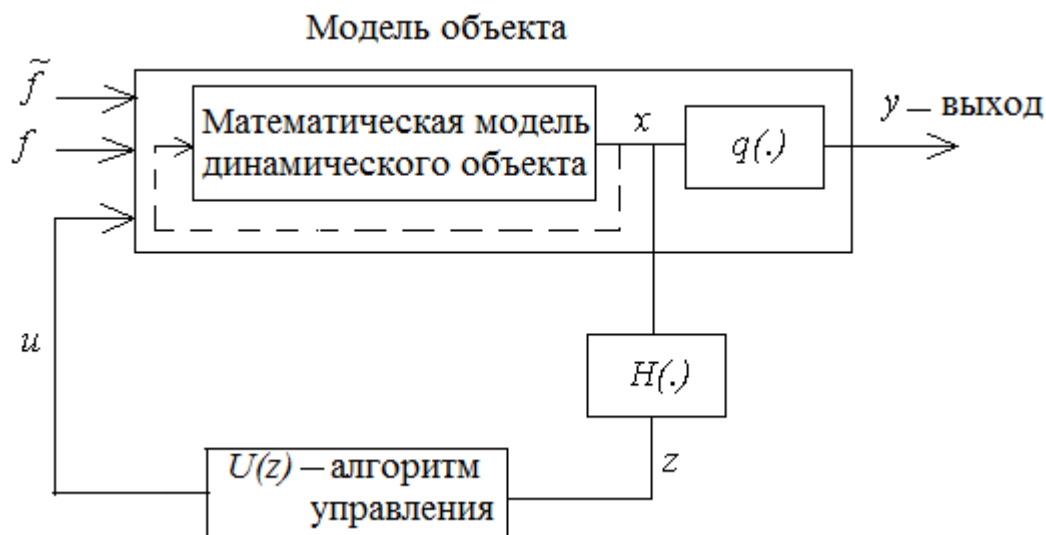 Модель объекта
f̃
f
Математическая модель
динамического объекта
x
q(.)
y – выход
u
H(.)
z
U(z) – алгоритм
управления